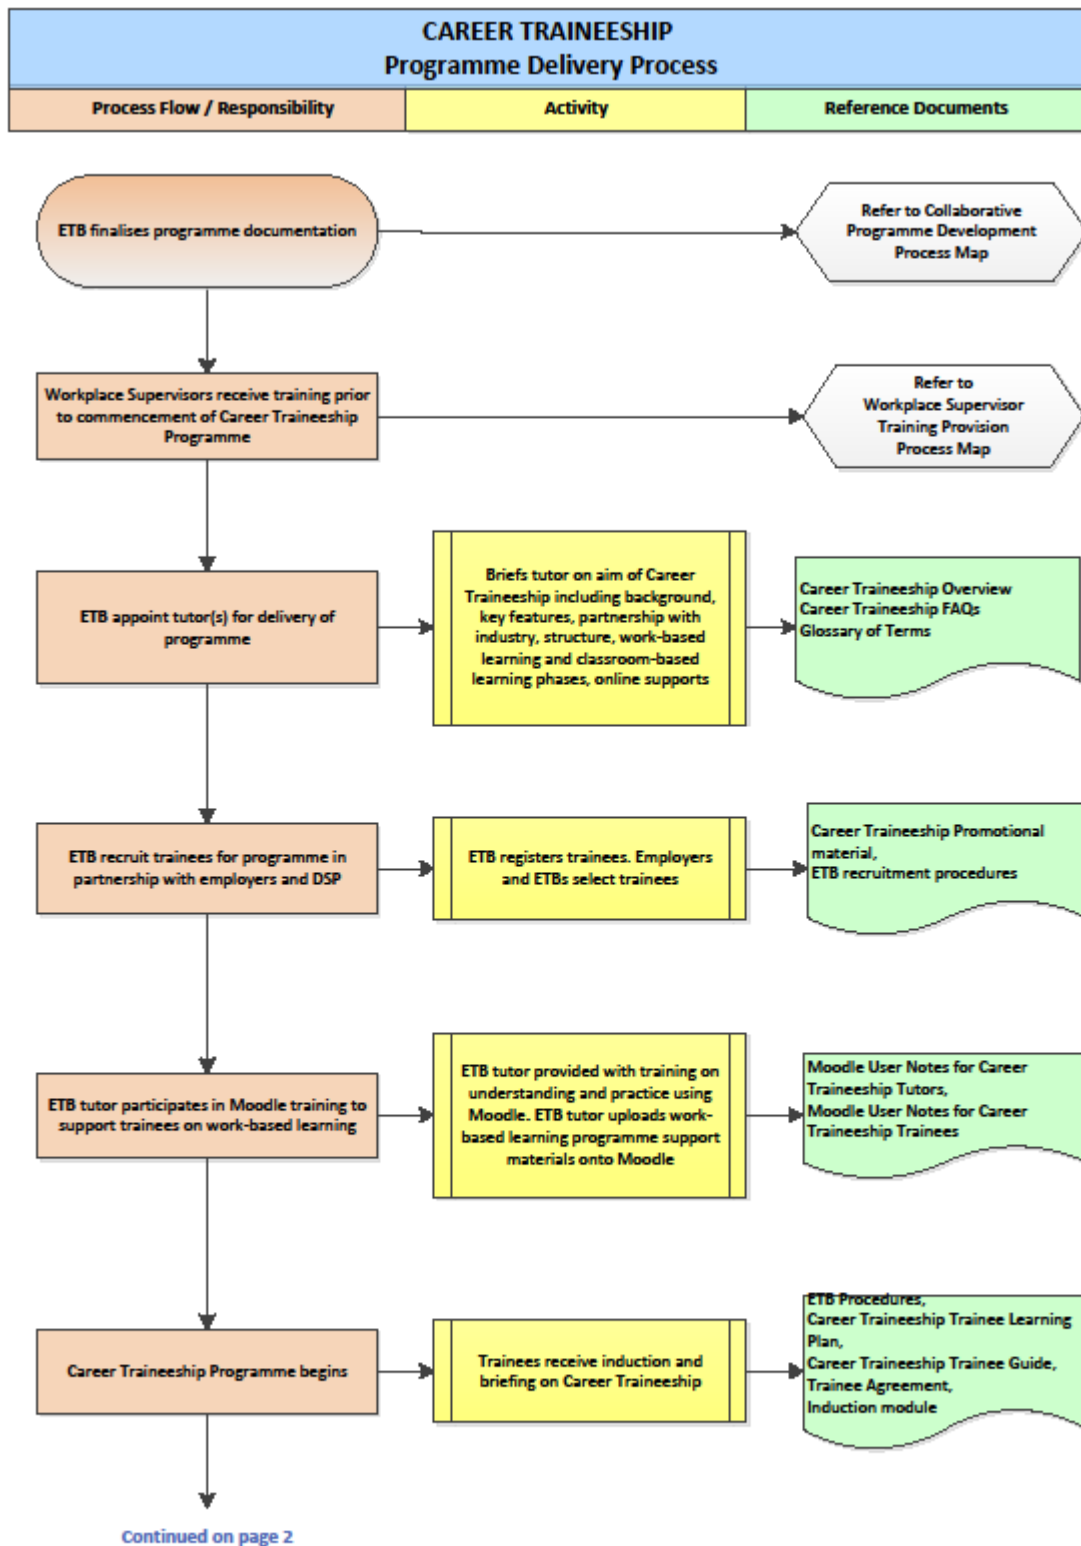 CAREER TRAINEESHIP
Programme Delivery Process
Process Flow / Responsibility
Activity
Reference Documents
ETB finalises programme documentation
Refer to Collaborative
Programme Development
Process Map
Workplace Supervisors receive training prior
to commencement of Career Traineeship
Programme
Refer to
Workplace Supervisor
Training Provision
Process Map
ETB appoint tutor(s) for delivery of
programme
Briefs tutor on aim of Career
Traineeship including background,
key features, partnership with
industry, structure, work-based
learning and classroom-based
learning phases, online supports
Career Traineeship Overview
Career Traineeship FAQs
Glossary of Terms
ETB recruit trainees for programme in
partnership with employers and DSP
ETB registers trainees. Employers
and ETBs select trainees
Career Traineeship Promotional
material,
ETB recruitment procedures
ETB tutor participates in Moodle training to
support trainees on work-based learning
ETB tutor provided with training on
understanding and practice using
Moodle. ETB tutor uploads work-
based learning programme support
materials onto Moodle
Moodle User Notes for Career
Traineeship Tutors,
Moodle User Notes for Career
Traineeship Trainees
Career Traineeship Programme begins
Trainees receive induction and
briefing on Career Traineeship
ETB Procedures,
Career Traineeship Trainee Learning
Plan,
Career Traineeship Trainee Guide,
Trainee Agreement,
Induction module
Continued on page 2